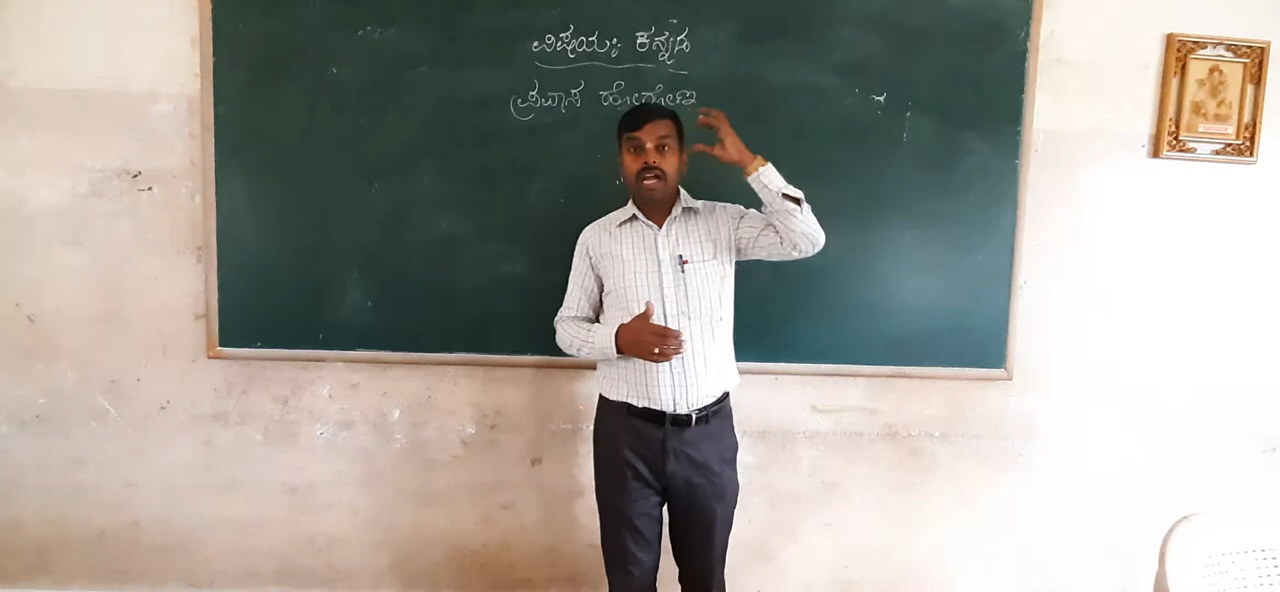 ವಿಷಯ: ಕನ್ನಡ
ಪ್ರವಾಸ ಹೋಗೋಣ